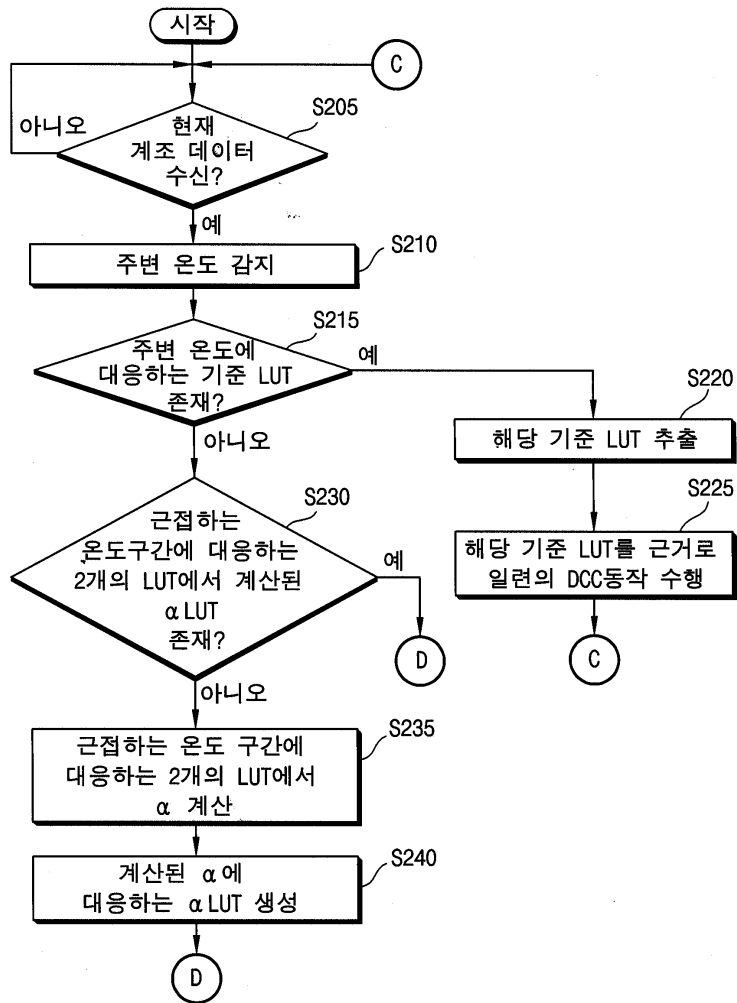 시작
C
아니오
S205
현재
계조 데이터
수신?
예
S210
주변 온도 감지
S215
주변 온도에
대응하는 기준 LUT
존재?
예
아니오
S220
해당 기준 LUT 추출
S225
해당 기준 LUT를 근거로
일련의 DCC동작 수행
C
S230
근접하는
온도구간에 대응하는
2개의 LUT에서 계산된
α LUT
존재?
예
D
아니오
S235
근접하는 온도 구간에
대응하는 2개의 LUT에서
α 계산
S240
계산된 α에
대응하는 α LUT 생성
D